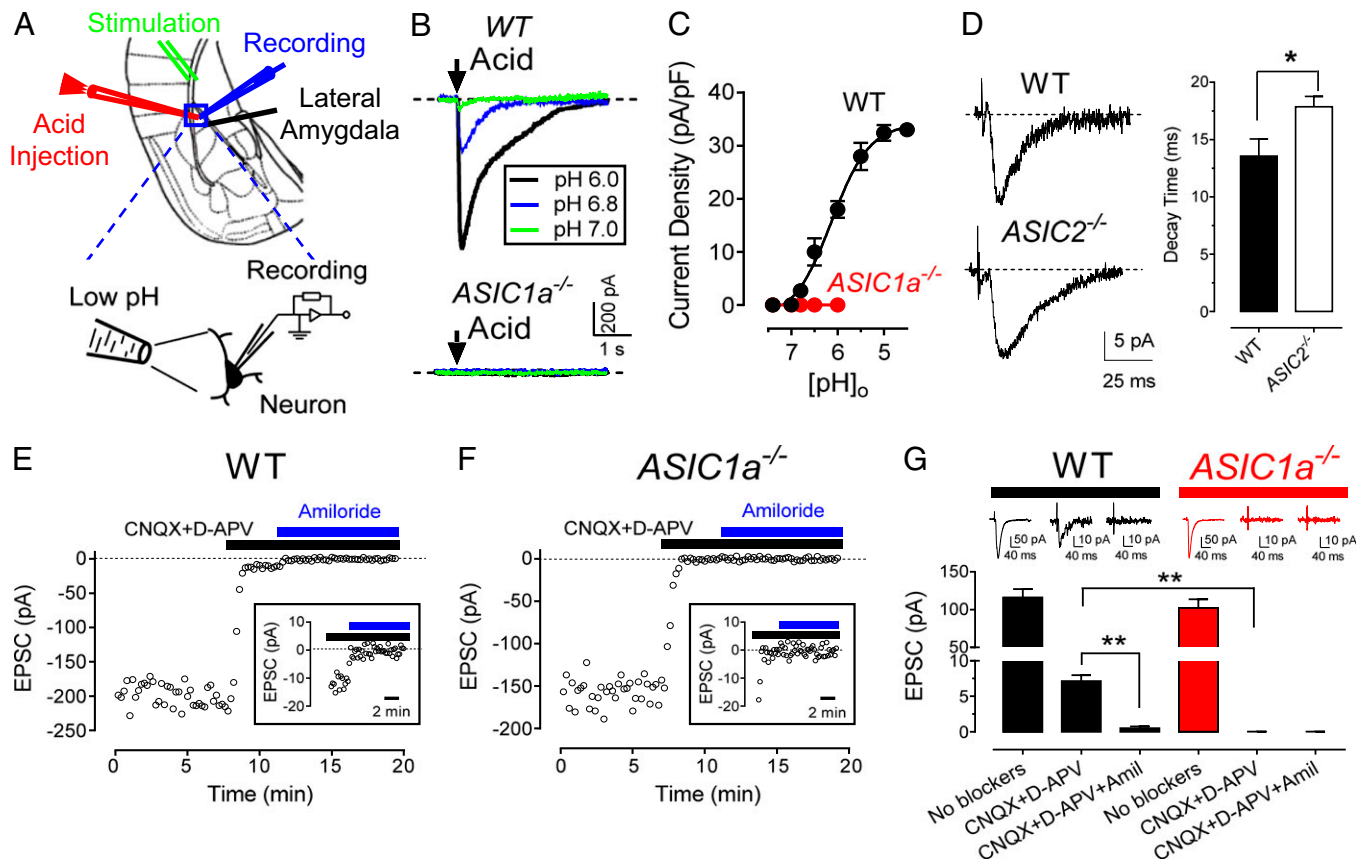 A
Stimulation
Recording
Lateral
Amygdala
Acid
Injection
Low pH
Recording
Neuron
B
WT
Acid
pH 6.0
pH 6.8
pH 7.0
ASIC1a-/-
Acid
200 pA
1 s
C
Current Density (pA/pF)
40
30
20
10
0
WT
ASIC1a-/-
7 6 5
[pH]o
D
WT
ASIC2-/-
5 pA
25 ms
*
Decay Time (ms)
20
15
10
5
0
WT
ASIC2-/-
E
WT
Amiloride
CNQX+D-APV
EPSC (pA)
0
-50
-100
-150
-200
-250
0 5 10 15 20
Time (min)
EPSC (pA)
10
0
-10
-20
2 min
F
ASIC1a-/-
Amiloride
CNQX+D-APV
EPSC (pA)
0
-50
-100
-150
-200
0 5 10 15 20
Time (min)
EPSC (pA)
10
0
-10
-20
2 min
G
WT
ASIC1a-/-
50 pA
40 ms
10 pA
40 ms
10 pA
40 ms
50 pA
40 ms
10 pA
40 ms
10 pA
40 ms
EPSC (pA)
150
100
50
10
5
0
**
**
No blockers
CNQX+D-APV
CNQX+D-APV+Amil
No blockers
CNQX+D-APV
CNQX+D-APV+Amil